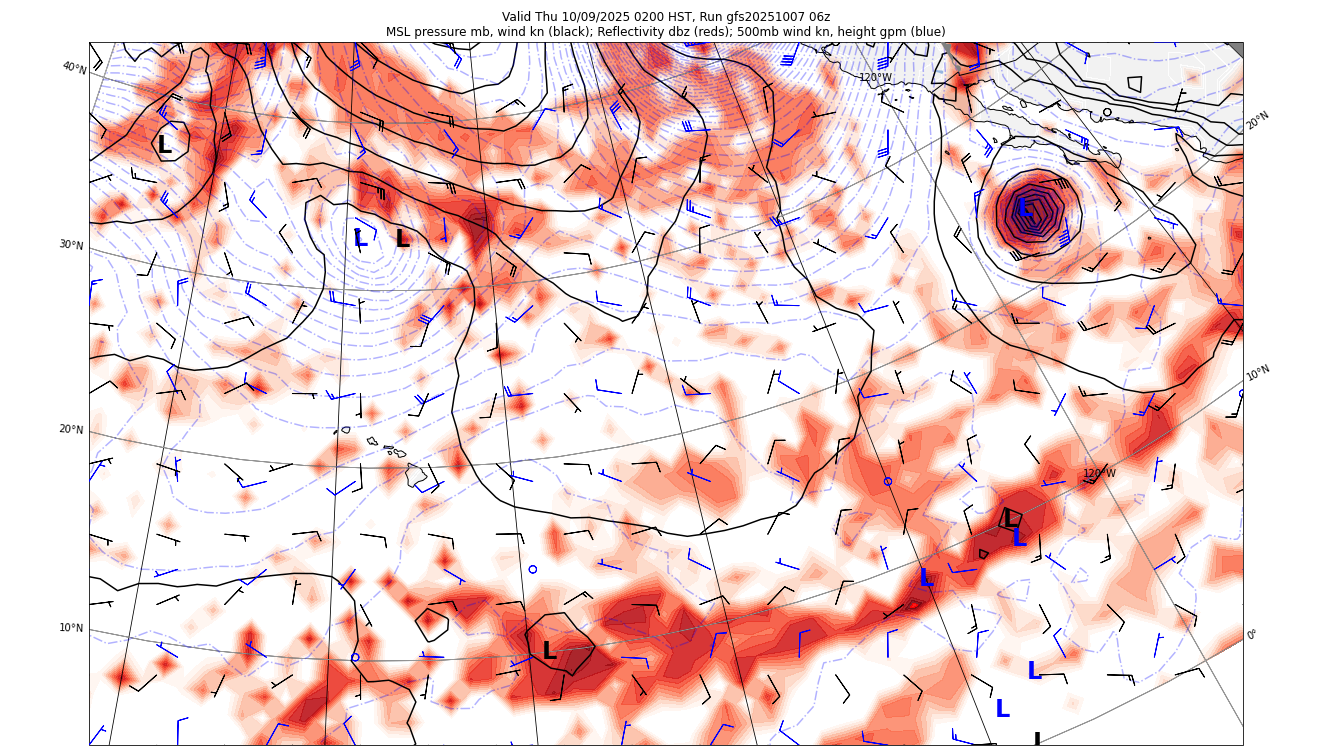 Valid Thu 10/09/2025 0200 HST, Run gfs20251007 06z
MSL pressure mb, wind kn (black); Reflectivity dbz (reds); 500mb wind kn, height gpm (blue)
40°N
120°W
20°N
L
L
L L
30°N
10°N
20°N
120°W
L
L
L
10°N
0°
L
L
L
L